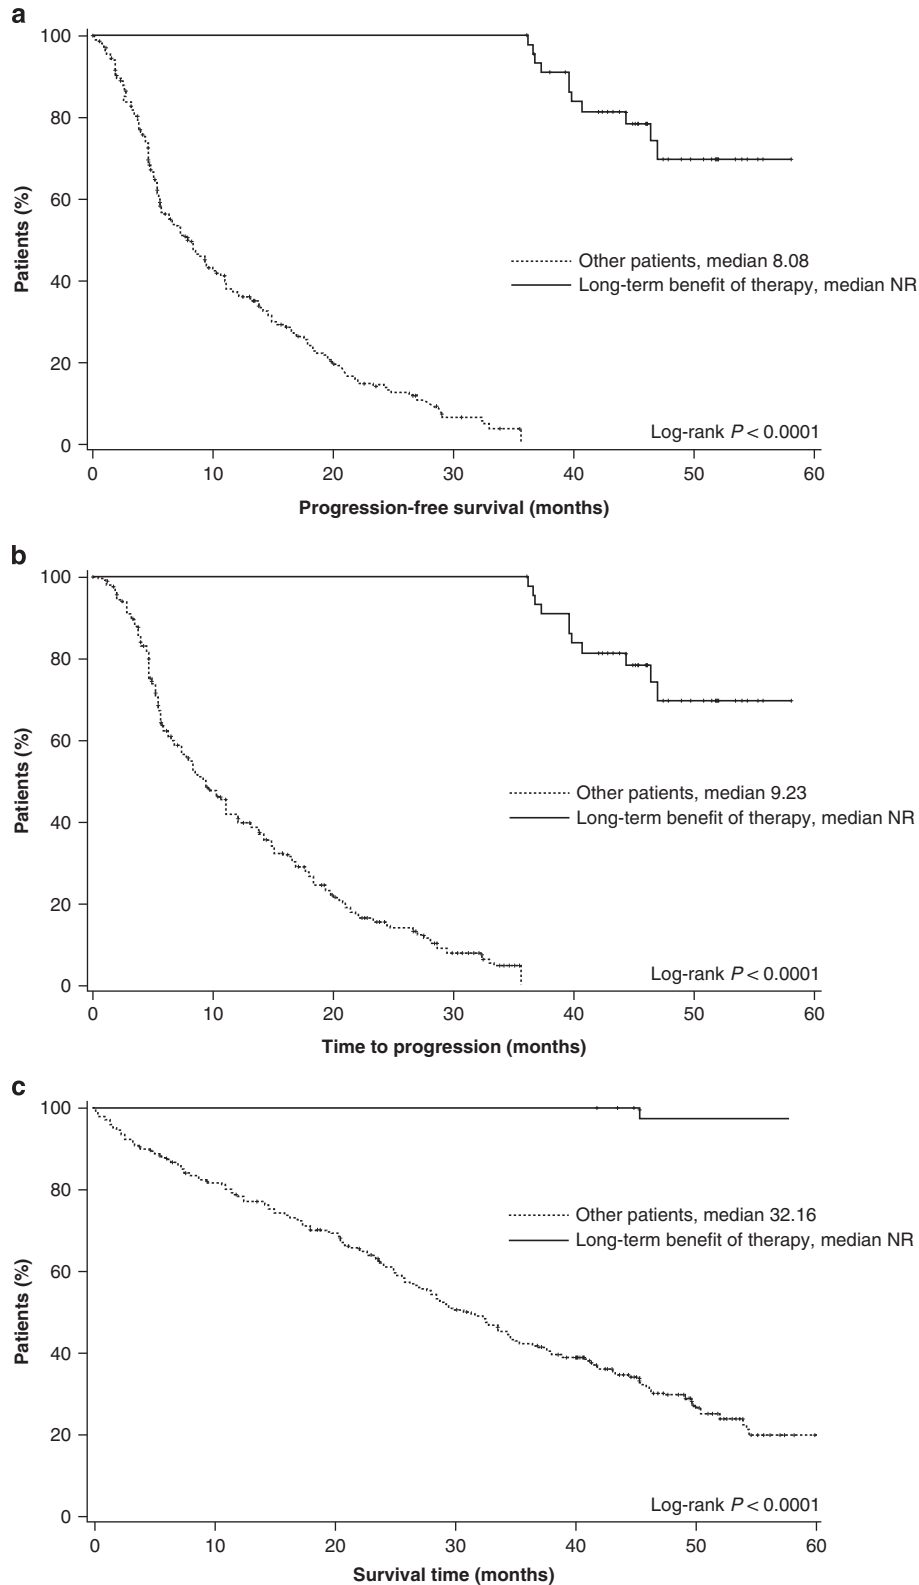 a
100
80
60
40
20
0
Patients (%)
Other patients, median 8.08
Long-term benefit of therapy, median NR
Log-rank P < 0.0001
0 10 20 30 40 50 60
Progression-free survival (months)
b
100
80
60
40
20
0
Patients (%)
Other patients, median 9.23
Long-term benefit of therapy, median NR
Log-rank P < 0.0001
0 10 20 30 40 50 60
Time to progression (months)
c
100
80
60
40
20
0
Patients (%)
Other patients, median 32.16
Long-term benefit of therapy, median NR
Log-rank P < 0.0001
0 10 20 30 40 50 60
Survival time (months)